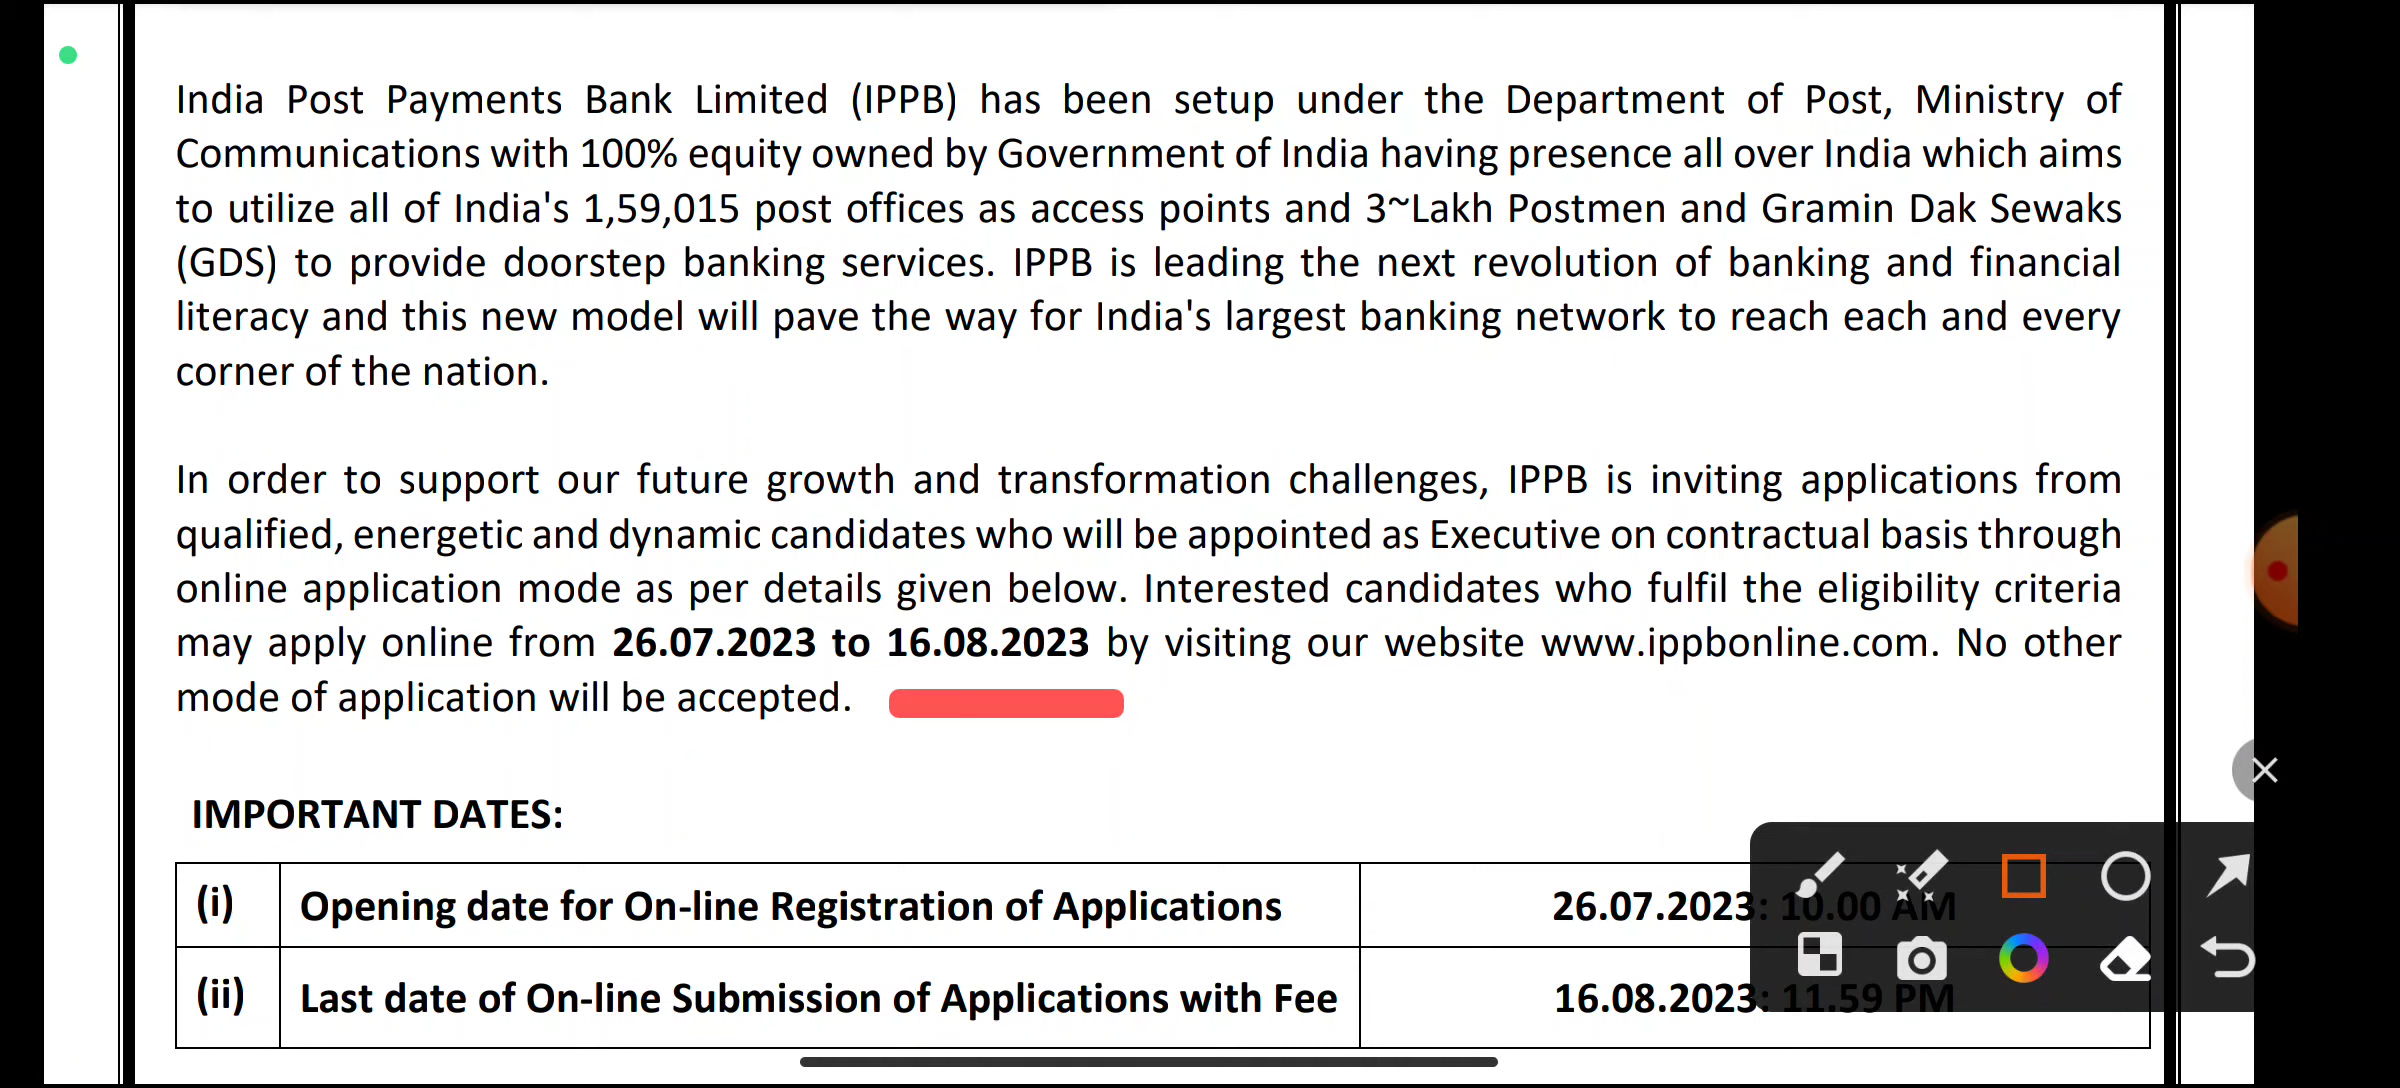 India Post Payments Bank Limited (IPPB) has been setup under the Department of Post, Ministry of
Communications with 100% equity owned by Government of India having presence all over India which aims
to utilize all of India's 1,59,015 post offices as access points and 3~Lakh Postmen and Gramin Dak Sewaks
(GDS) to provide doorstep banking services. IPPB is leading the next revolution of banking and financial
literacy and this new model will pave the way for India's largest banking network to reach each and every
corner of the nation.
In order to support our future growth and transformation challenges, IPPB is inviting applications from
qualified, energetic and dynamic candidates who will be appointed as Executive on contractual basis through
online application mode as per details given below. Interested candidates who fulfil the eligibility criteria
may apply online from 26.07.2023 to 16.08.2023 by visiting our website www.ippbonline.com. No other
mode of application will be accepted.
IMPORTANT DATES:
(i) Opening date for On-line Registration of Applications 26.07.2023: 10.00 AM
(ii) Last date of On-line Submission of Applications with Fee 16.08.2023: 11.59 PM